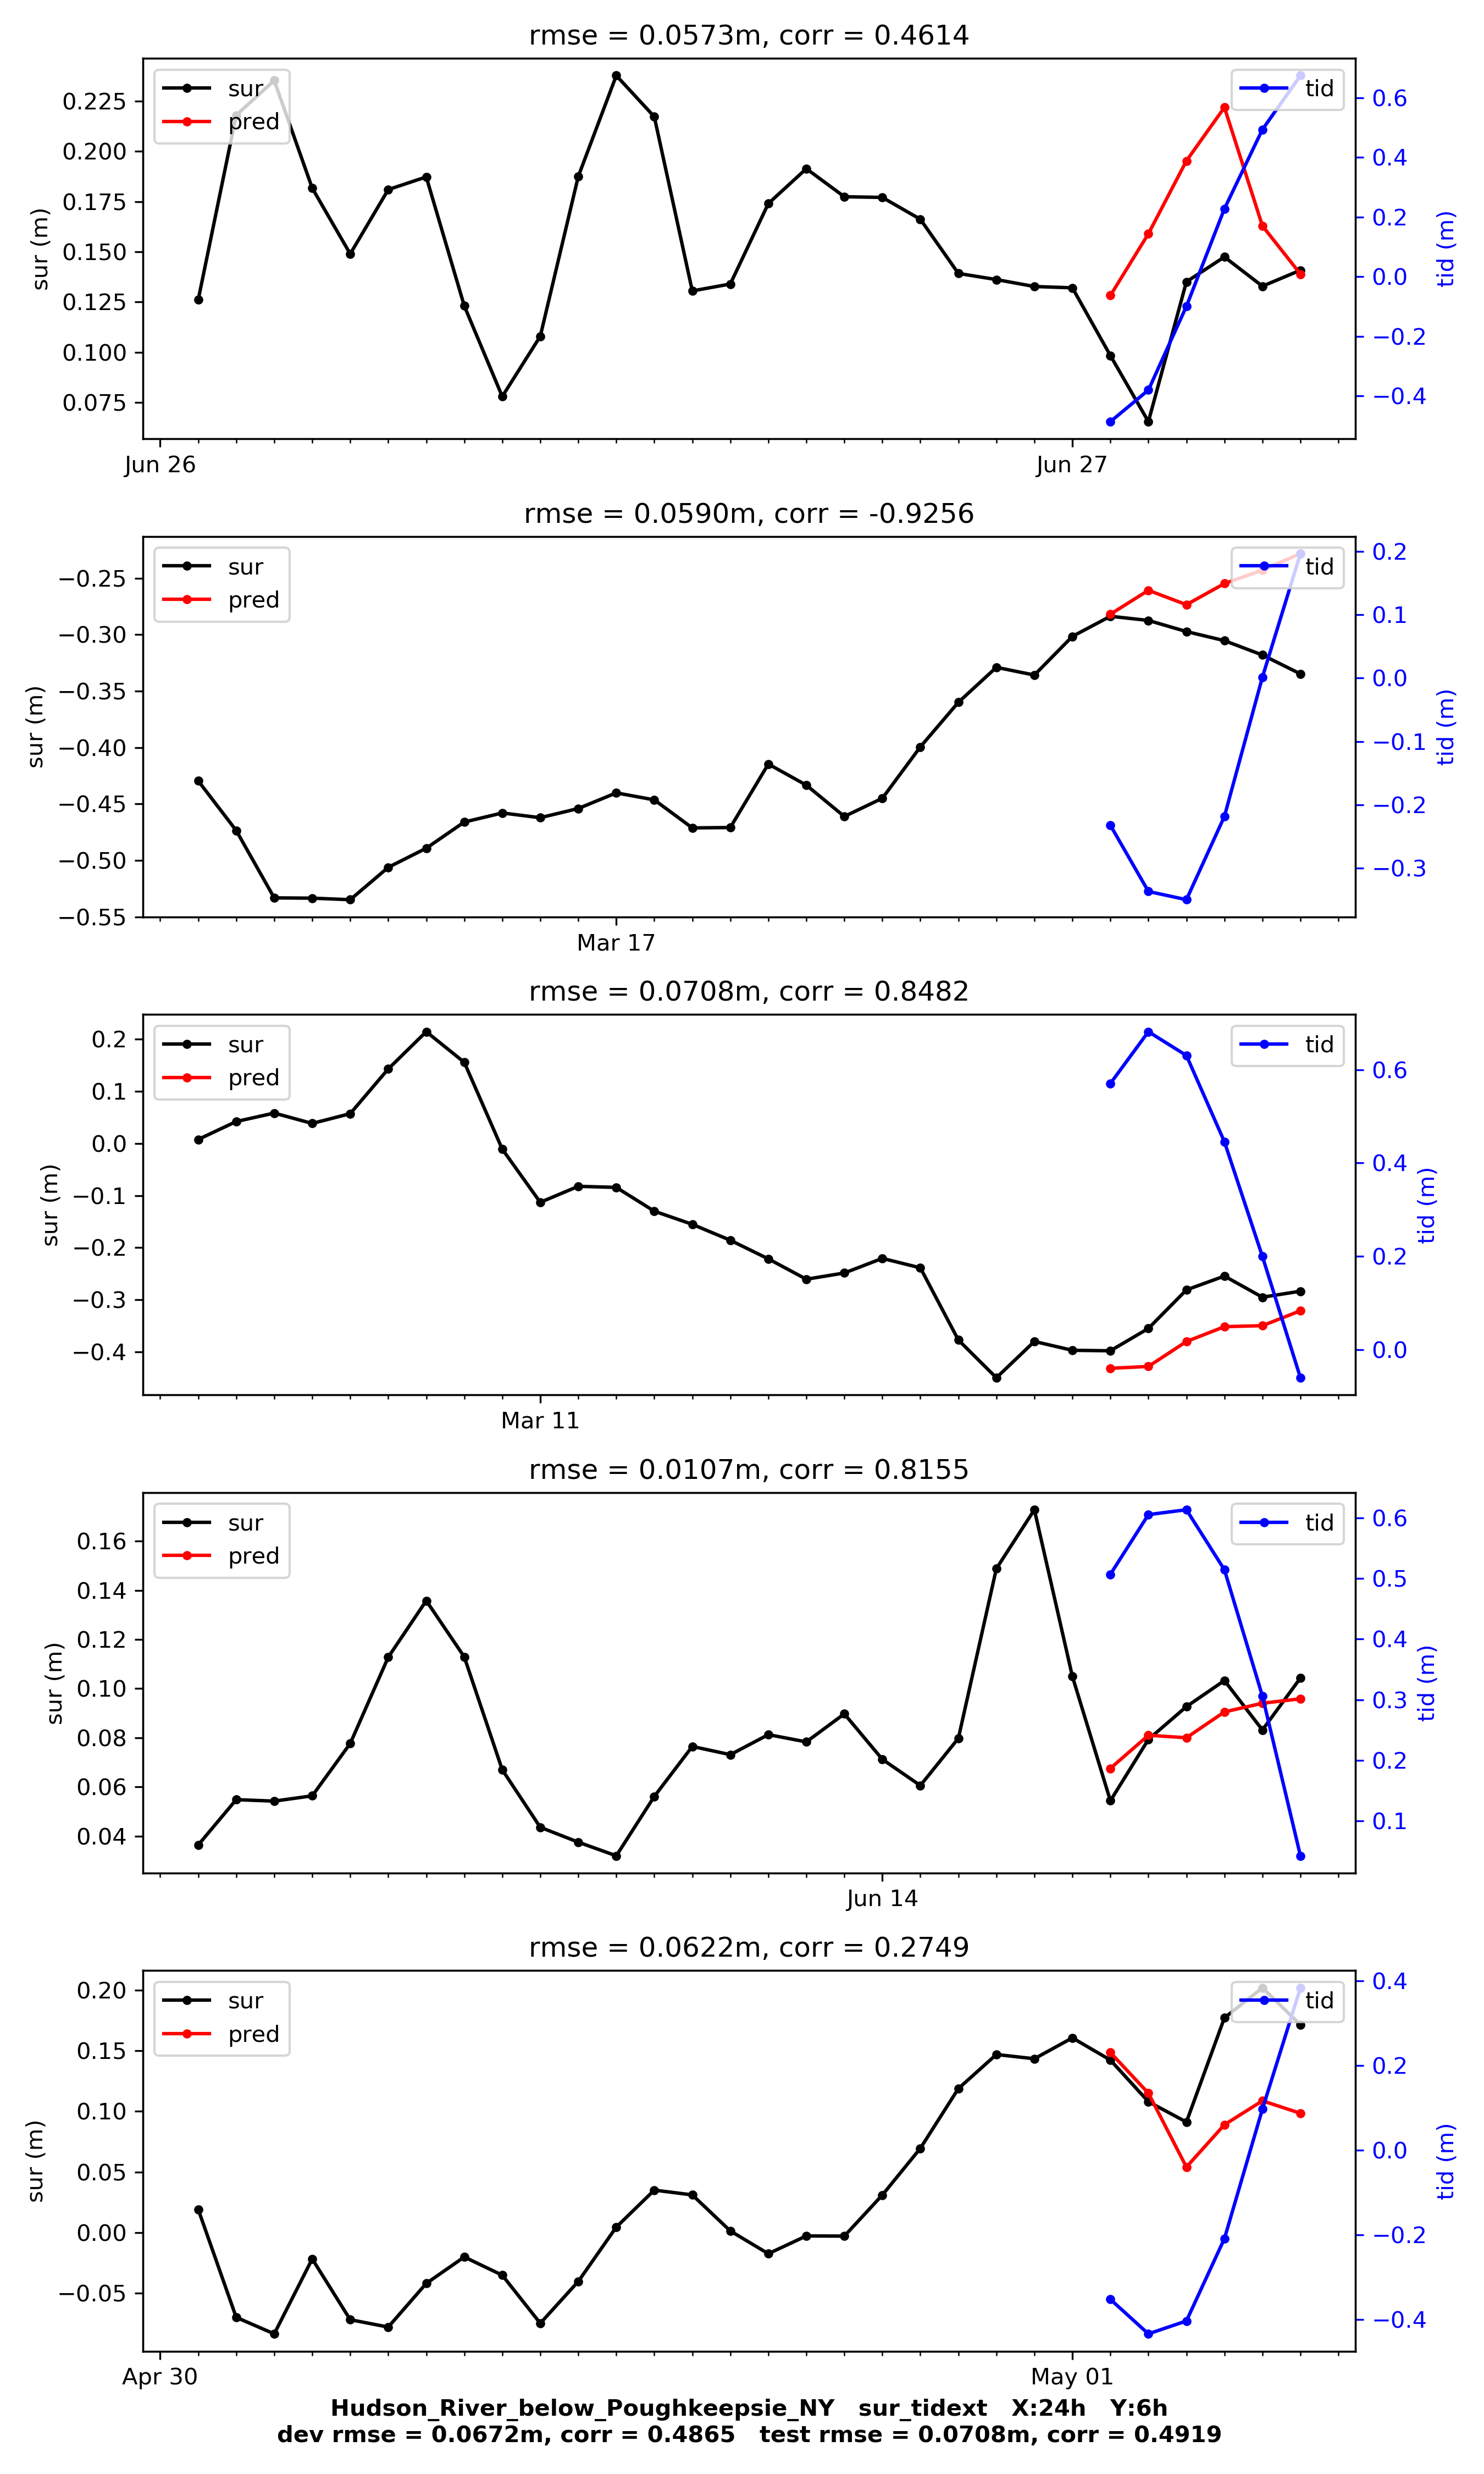 rmse = 0.0573m, corr = 0.4614
sur
pred
tid
0.225
0.200
0.175
0.150
0.125
0.100
0.075
sur (m)
0.6
0.4
0.2
0.0
−0.2
−0.4
tid (m)
Jun 26
Jun 27
rmse = 0.0590m, corr = -0.9256
sur
pred
tid
−0.25
−0.30
−0.35
−0.40
−0.45
−0.50
−0.55
sur (m)
0.2
0.1
0.0
−0.1
−0.2
−0.3
tid (m)
Mar 17
rmse = 0.0708m, corr = 0.8482
sur
pred
tid
0.2
0.1
0.0
−0.1
−0.2
−0.3
−0.4
sur (m)
0.6
0.4
0.2
0.0
tid (m)
Mar 11
rmse = 0.0107m, corr = 0.8155
sur
pred
tid
0.16
0.14
0.12
0.10
0.08
0.06
0.04
sur (m)
0.6
0.5
0.4
0.3
0.2
0.1
tid (m)
Jun 14
rmse = 0.0622m, corr = 0.2749
sur
pred
tid
0.20
0.15
0.10
0.05
0.00
−0.05
sur (m)
0.4
0.2
0.0
−0.2
−0.4
tid (m)
Apr 30
May 01
Hudson_River_below_Poughkeepsie_NY   sur_tidext   X:24h   Y:6h
dev rmse = 0.0672m, corr = 0.4865   test rmse = 0.0708m, corr = 0.4919